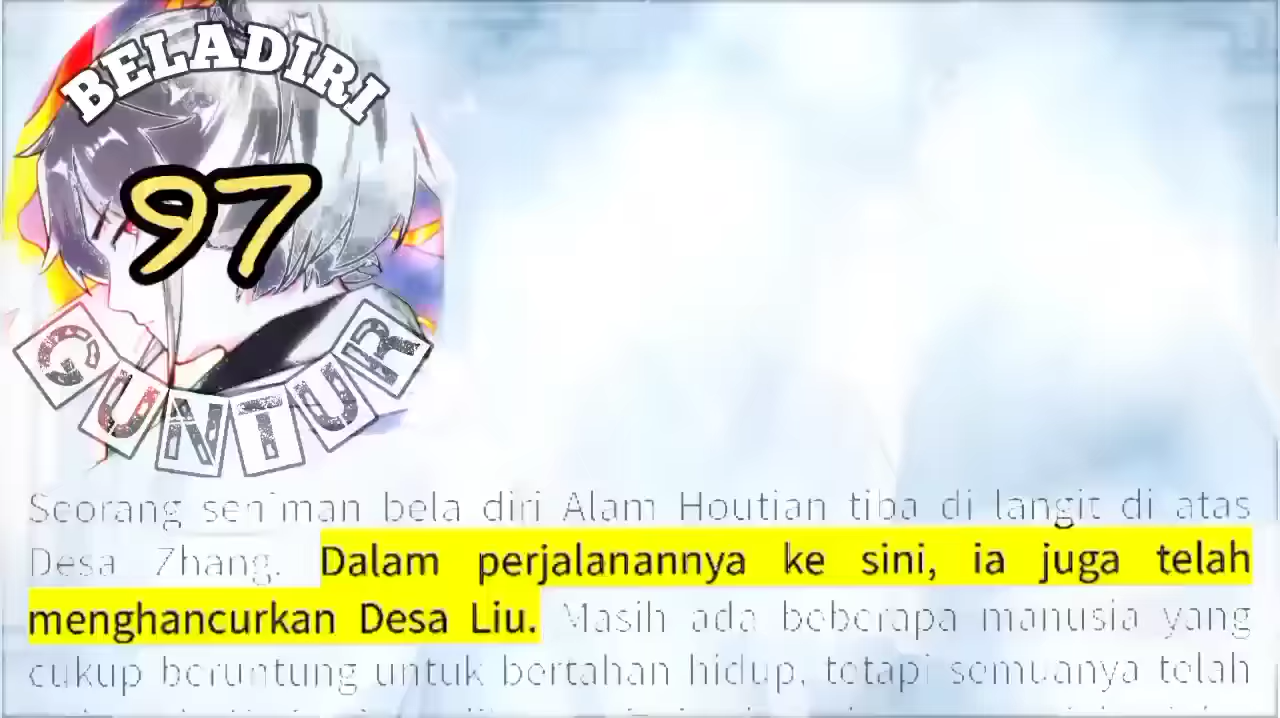 BELADIRI
97
GUNTUR
Seorang seniman bela diri Alam Houtian tiba di langit di atas
Desa Zhang. Dalam perjalanannya ke sini, ia juga telah
menghancurkan Desa Liu. Masih ada beberapa manusia yang
cukup beruntung untuk bertahan hidup, tetapi semuanya telah